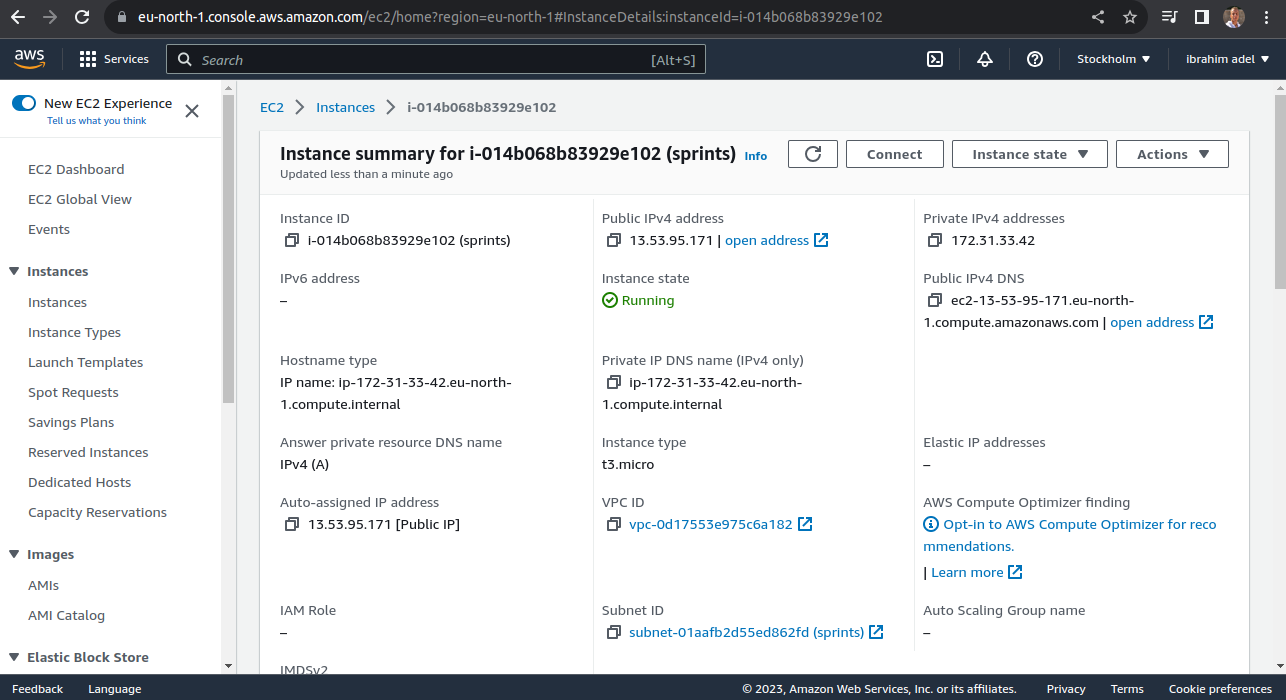 eu-north-1.console.aws.amazon.com/ec2/home?region=eu-north-1#InstanceDetails:instanceId=i-014b068b83929e102
aws
Services
Search
[Alt+S]
Stockholm
ibrahim adel
New EC2 Experience
Tell us what you think
EC2 Dashboard
EC2 Global View
Events
Instances
Instances
Instance Types
Launch Templates
Spot Requests
Savings Plans
Reserved Instances
Dedicated Hosts
Capacity Reservations
Images
AMIs
AMI Catalog
Elastic Block Store
EC2
Instances
i-014b068b83929e102
Instance summary for i-014b068b83929e102 (sprints) Info
Updated less than a minute ago
Connect
Instance state
Actions
Instance ID
i-014b068b83929e102 (sprints)
Public IPv4 address
13.53.95.171 | open address
Private IPv4 addresses
172.31.33.42
IPv6 address
–
Instance state
Running
Public IPv4 DNS
ec2-13-53-95-171.eu-north-
1.compute.amazonaws.com | open address
Hostname type
IP name: ip-172-31-33-42.eu-north-
1.compute.internal
Private IP DNS name (IPv4 only)
ip-172-31-33-42.eu-north-
1.compute.internal
Answer private resource DNS name
IPv4 (A)
Instance type
t3.micro
Elastic IP addresses
–
Auto-assigned IP address
13.53.95.171 [Public IP]
VPC ID
vpc-0d17553e975c6a182
AWS Compute Optimizer finding
Opt-in to AWS Compute Optimizer for reco
mmendations.
| Learn more
IAM Role
–
Subnet ID
subnet-01aafb2d55ed862fd (sprints)
Auto Scaling Group name
–
IMDSv2
Feedback
Language
© 2023, Amazon Web Services, Inc. or its affiliates.
Privacy
Terms
Cookie preferences